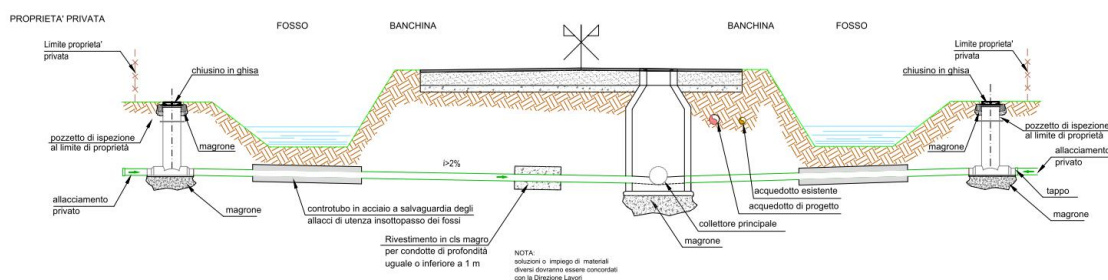 PROPRIETA' PRIVATA
FOSSO
BANCHINA
BANCHINA
FOSSO
Limite proprieta'
privata
chiusino in ghisa
pozzetto di ispezione
al limite di proprietà
magrone
allacciamento
privato
magrone
controtubo in acciaio a salvaguardia degli
allacci di utenza insottopasso dei fossi
i>2%
Rivestimento in cls magro
per condotte di profondità
uguale o inferiore a 1 m
NOTA:
soluzioni o impiego di materiali
diversi dovranno essere concordati
con la Direzione Lavori
magrone
collettore principale
acquedotto di progetto
acquedotto esistente
Limite proprieta'
privata
chiusino in ghisa
magrone
pozzetto di ispezione
al limite di proprietà
allacciamento
privato
tappo
magrone